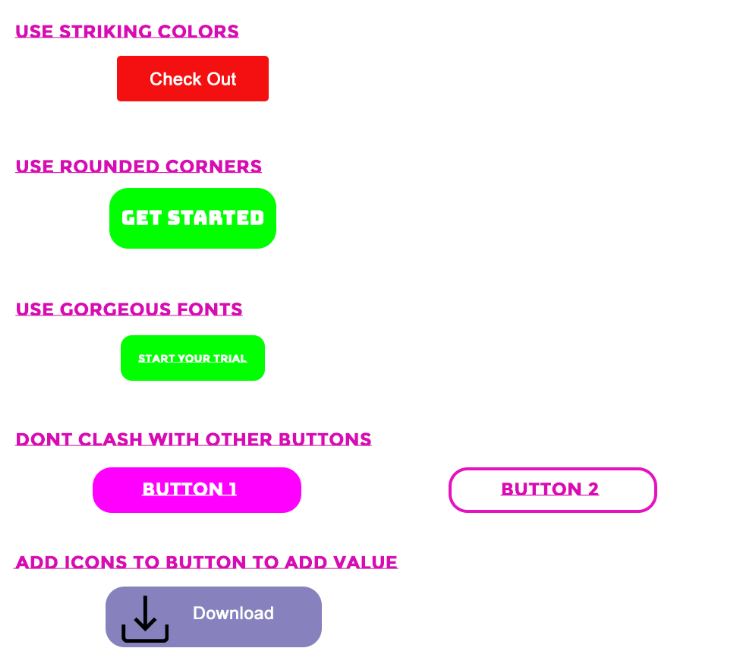 USE STRIKING COLORS
Check Out
USE ROUNDED CORNERS
GET STARTED
USE GORGEOUS FONTS
START YOUR TRIAL
DONT CLASH WITH OTHER BUTTONS
BUTTON 1
BUTTON 2
ADD ICONS TO BUTTON TO ADD VALUE
Download